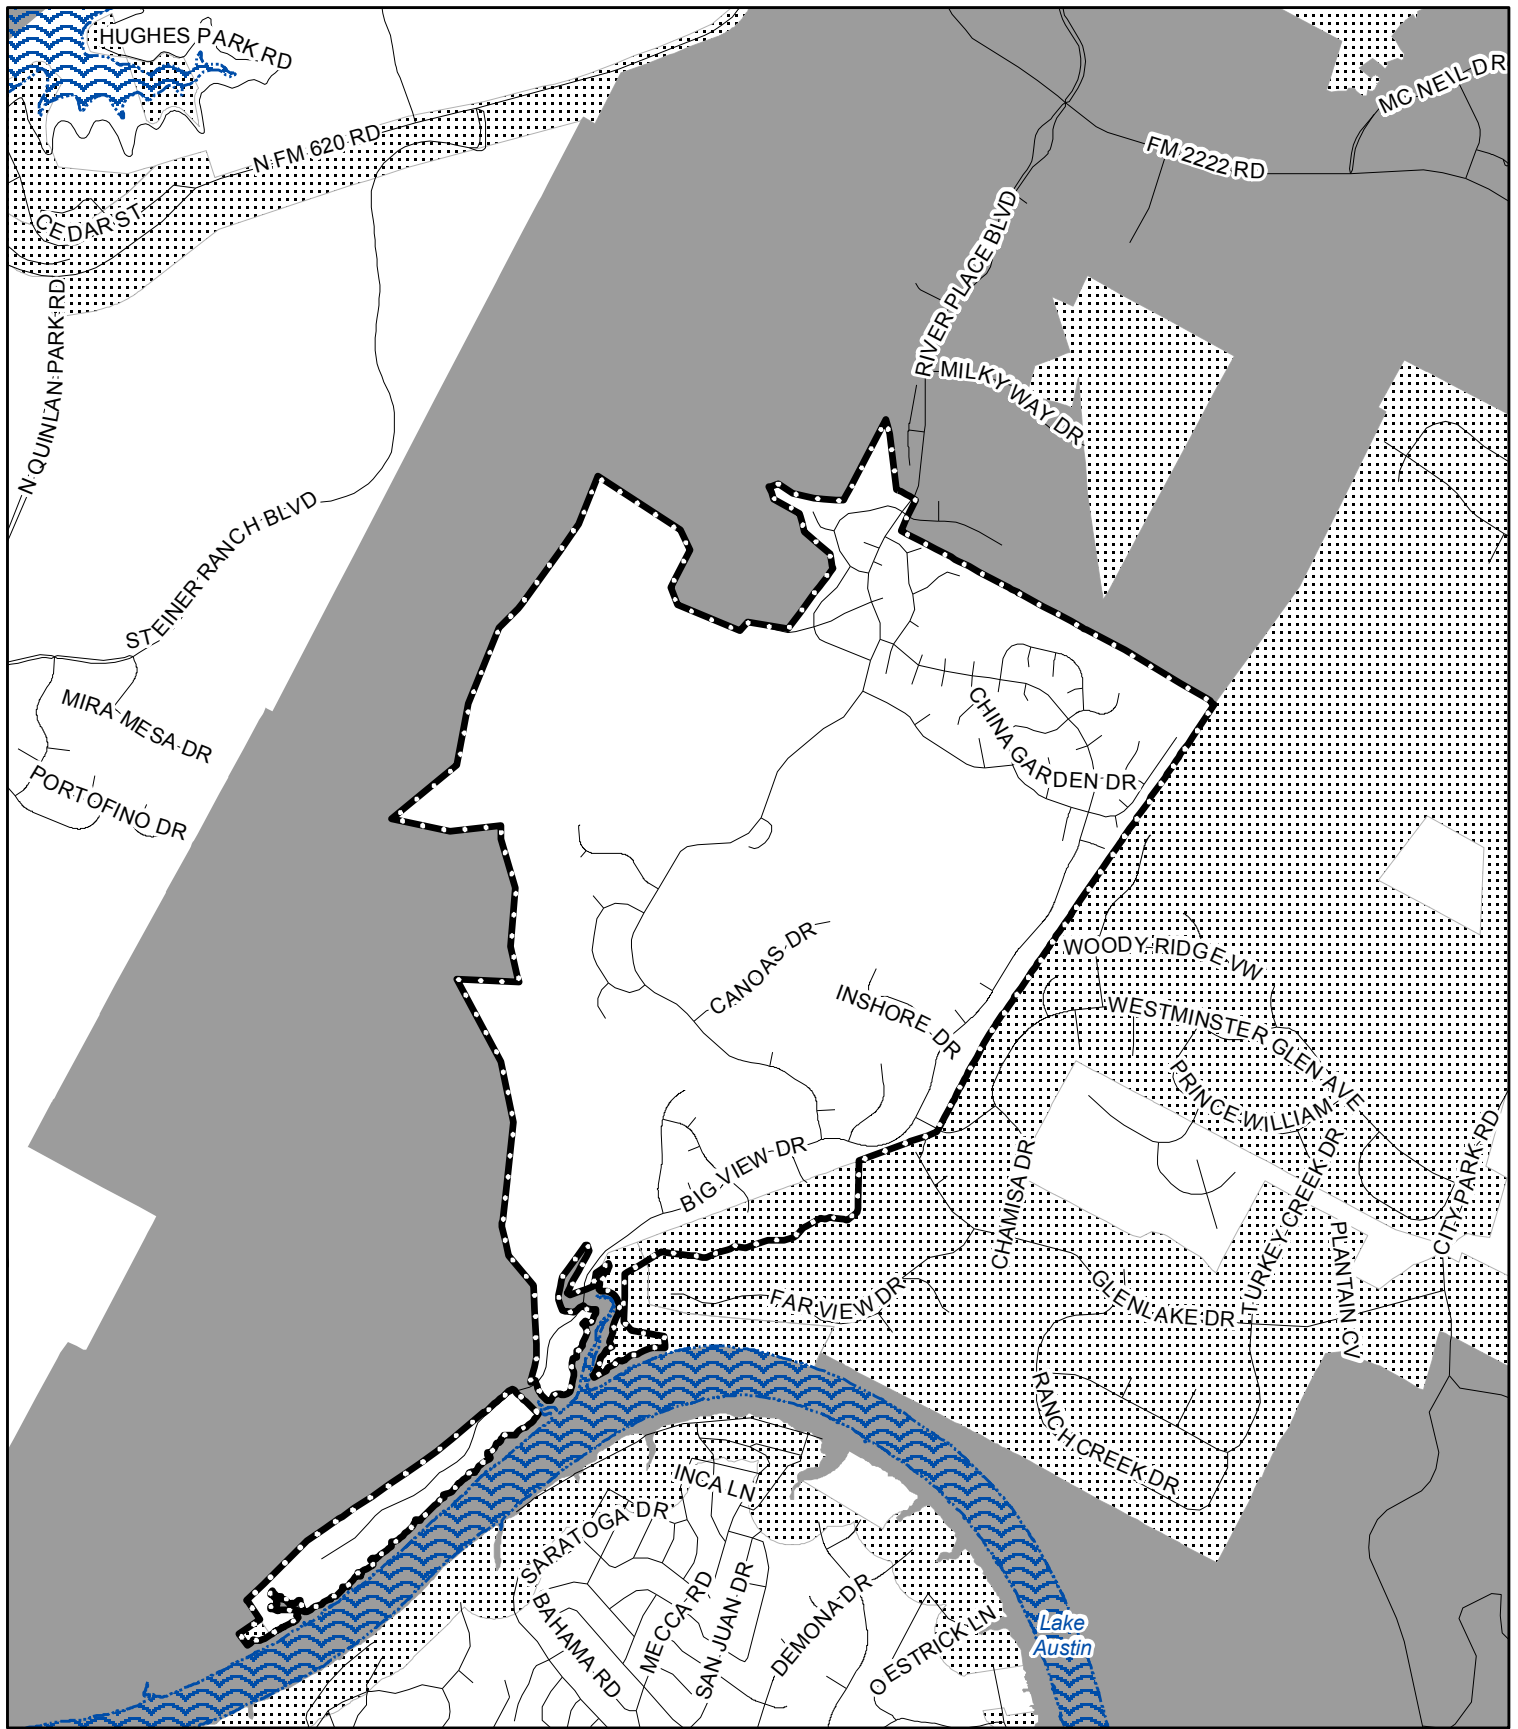 HUGHES PARK RD
MC NEIL DR
N FM 620 RD
FM 2222 RD
CEDAR ST
RIVER PLACE BLVD
N QUINLAN PARK RD
MILKY WAY DR
STEINER RANCH BLVD
MIRA MESA DR
CHINA GARDEN DR
PORTOFINO DR
CANOAS DR
WOODY RIDGE VW
INSHORE DR
WESTMINSTER GLEN AVE
PRINCE WILLIAM
BIG VIEW DR
CHAMISA DR
TURKEY CREEK DR
CITY PARK RD
PLANTAIN CV
FAR VIEW DR
GLENLAKE DR
RANCH CREEK DR
INCA LN
SARATOGA DR
BAHAMA RD
MECCA RD
SAN JUAN DR
DEMONA DR
OESTRICK LN
Lake
Austin